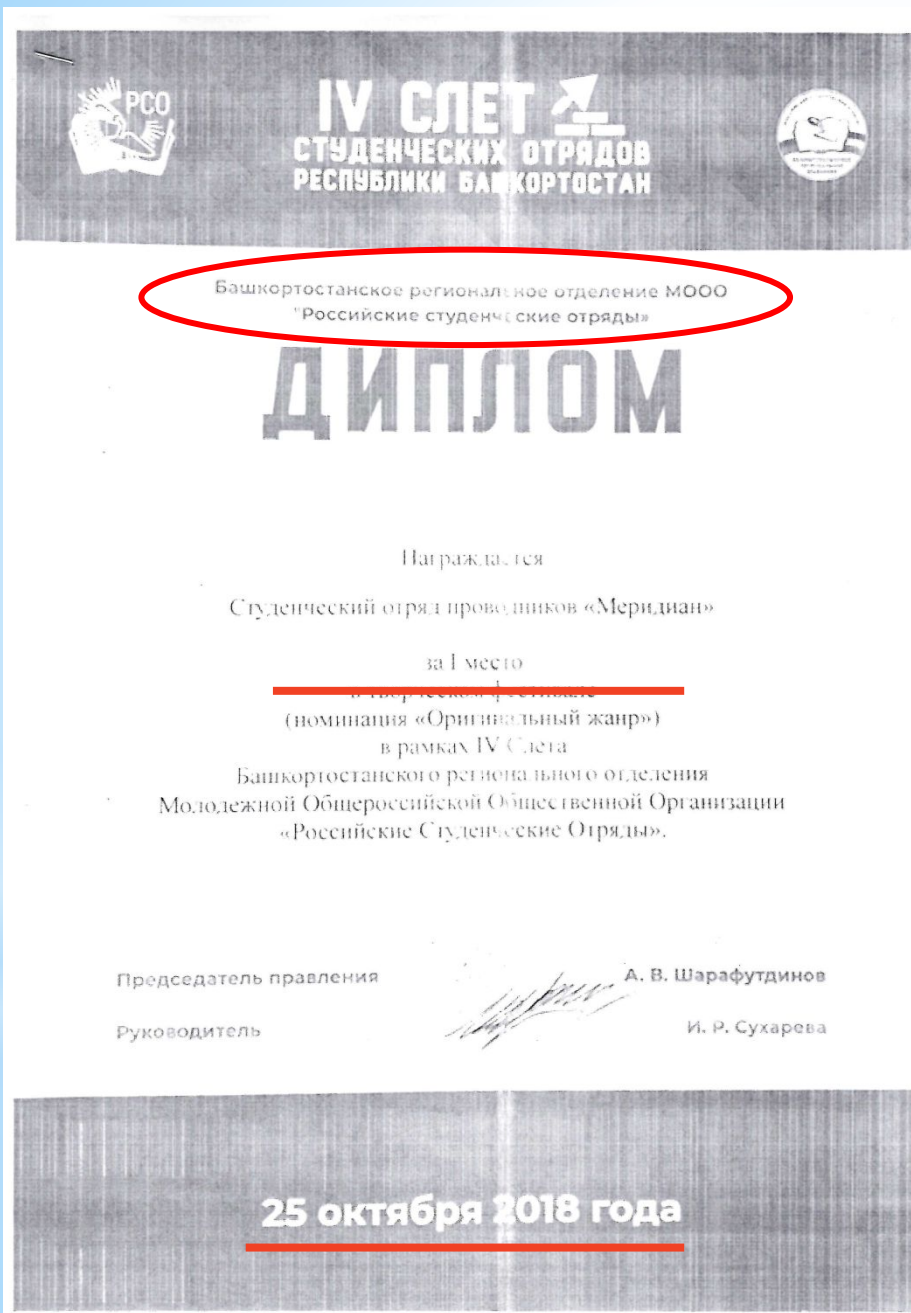 РСО
IV СЛЕТ
СТУДЕНЧЕСКИХ ОТРЯДОВ
РЕСПУБЛИКИ БАШКОРТОСТАН
Башкортостанское региональное отделение МООО
"Российские студенческие отряды»
ДИПЛОМ
Награждается
Студенческий отряд проводников «Меридиан»
за I место
в творческом фестивале
(номинация «Оригинальный жанр»)
в рамках IV Слета
Башкортостанского регионального отделения
Молодежной Общероссийской Общественной Организации
«Российские Студенческие Отряды».
Председатель правления
А. В. Шарафутдинов
Руководитель
И. Р. Сухарева
25 октября 2018 года